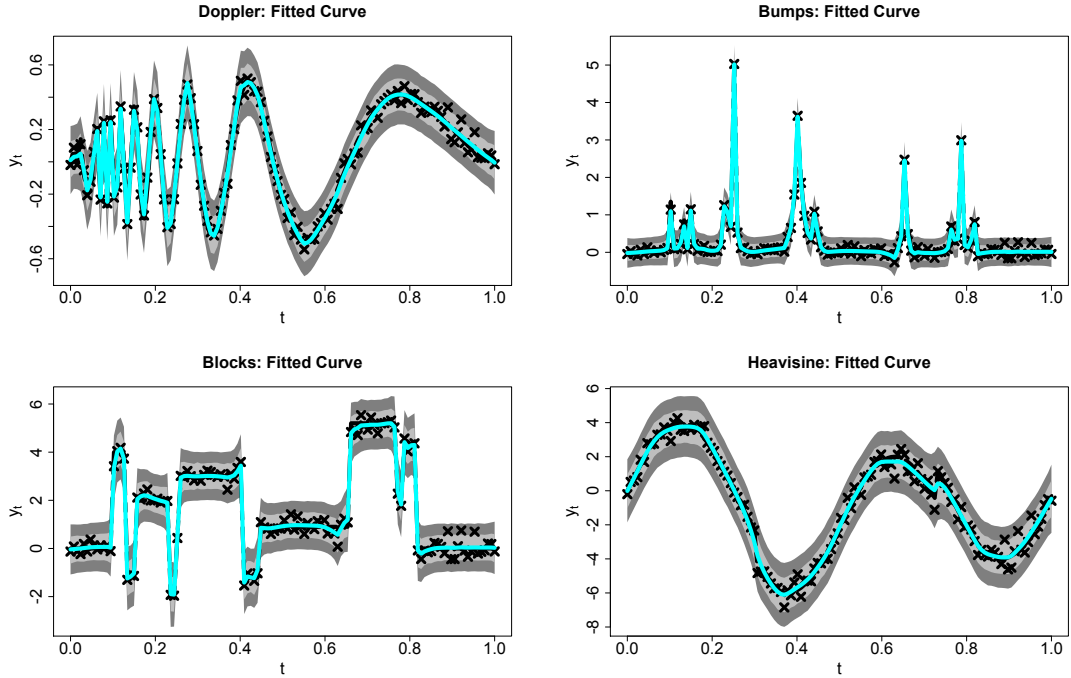 Doppler: Fitted Curve
y_t
0.6
0.2
-0.2
-0.6
0.0 0.2 0.4 0.6 0.8 1.0
t
Bumps: Fitted Curve
y_t
5
4
3
2
1
0
0.0 0.2 0.4 0.6 0.8 1.0
t
Blocks: Fitted Curve
y_t
6
4
2
0
-2
0.0 0.2 0.4 0.6 0.8 1.0
t
Heavisine: Fitted Curve
y_t
6
4
2
0
-2
-4
-6
-8
0.0 0.2 0.4 0.6 0.8 1.0
t